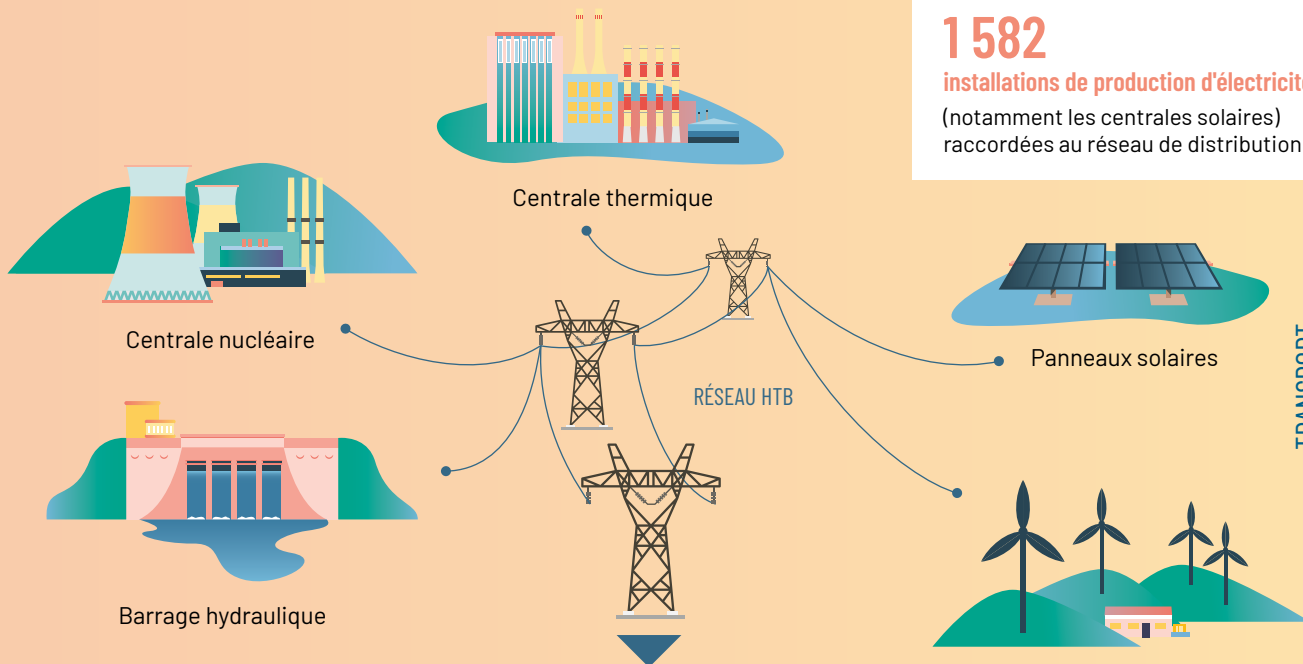 1 582
installations de production d'électricité
(notamment les centrales solaires)
raccordées au réseau de distribution
Centrale thermique
Centrale nucléaire
Panneaux solaires
RÉSEAU HTB
Barrage hydraulique